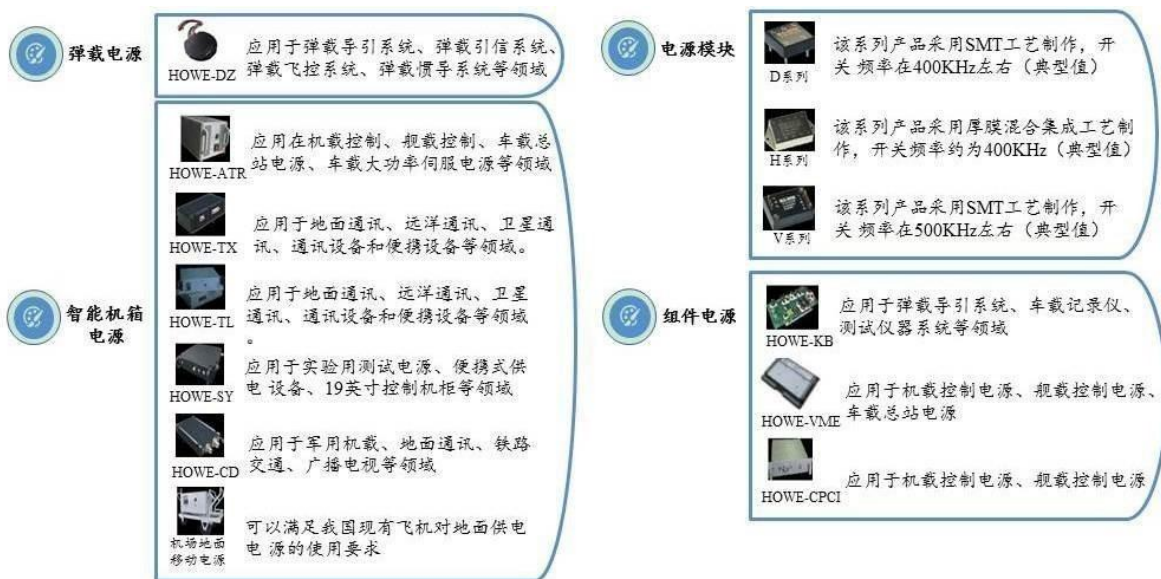 弹载电源
HOWE-DZ
应用于弹载导引系统、弹载引信系统、
弹载飞控系统、弹载惯导系统等领域
智能机箱
电源
HOWE-ATR
应用在机载控制、舰载控制、车载总
站电源、车载大功率伺服电源等领域
HOWE-TX
应用于地面通讯、远洋通讯、卫星通
讯、通讯设备和便携设备等领域。
HOWE-TL
应用于地面通讯、远洋通讯、卫星
通讯、通讯设备和便携设备等领域
。
HOWE-SY
应用于实验用测试电源、便携式供
电 设备、19英寸控制机柜等领域
HOWE-CD
应用于军用机载、地面通讯、铁路
交通、广播电视等领域
机场地面
移动电源
可以满足我国现有飞机对地面供电
电 源的使用要求
电源模块
D系列
该系列产品采用SMT工艺制作，开
关 频率在400KHz左右（典型值）
H系列
该系列产品采用厚膜混合集成工艺制
作，开关频率约为400KHz（典型值）
V系列
该系列产品采用SMT工艺制作，开
关 频率在500KHz左右（典型值）
组件电源
HOWE-KB
应用于弹载导引系统、车载记录仪、
测试仪器系统等领域
HOWE-VME
应用于机载控制电源、舰载控制电源、
车载总站电源
HOWE-CPCI
应用于机载控制电源、舰载控制电源